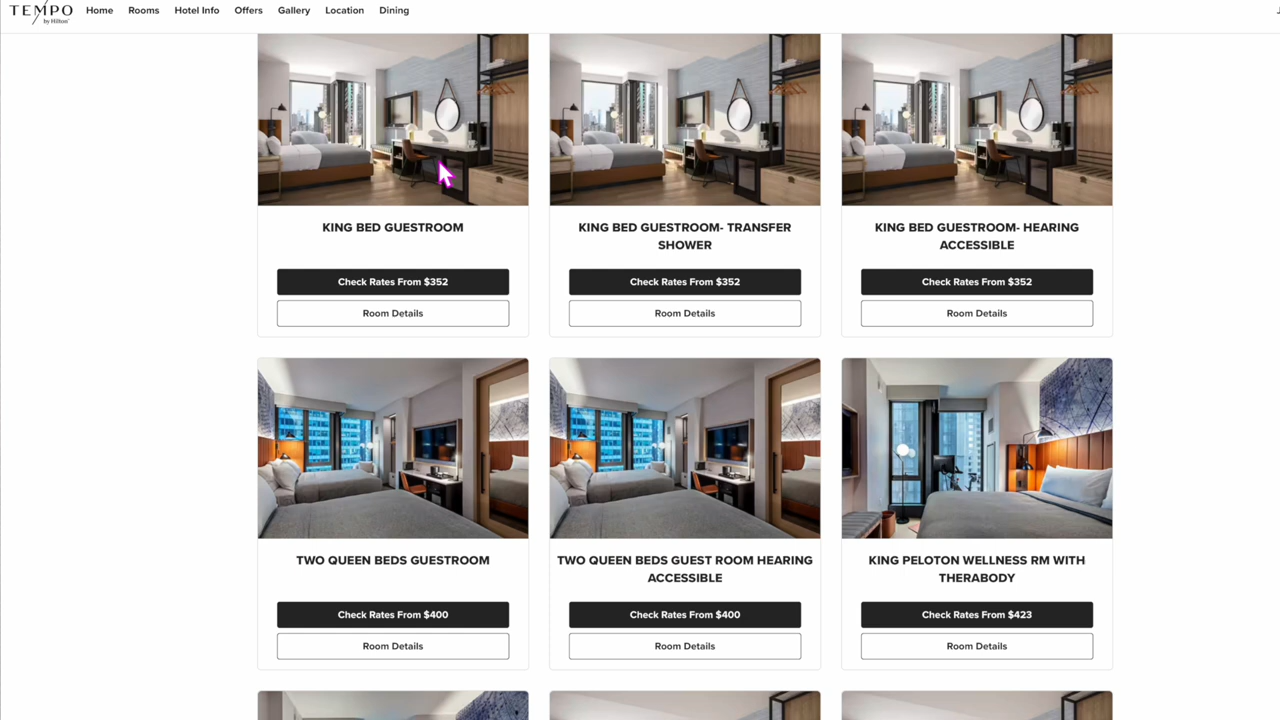 TEMPO
by Hilton™
Home Rooms Hotel Info Offers Gallery Location Dining
KING BED GUESTROOM
Check Rates From $352
Room Details
KING BED GUESTROOM- TRANSFER
SHOWER
Check Rates From $352
Room Details
KING BED GUESTROOM- HEARING
ACCESSIBLE
Check Rates From $352
Room Details
TWO QUEEN BEDS GUESTROOM
Check Rates From $400
Room Details
TWO QUEEN BEDS GUEST ROOM HEARING
ACCESSIBLE
Check Rates From $400
Room Details
KING PELOTON WELLNESS RM WITH
THERABODY
Check Rates From $423
Room Details